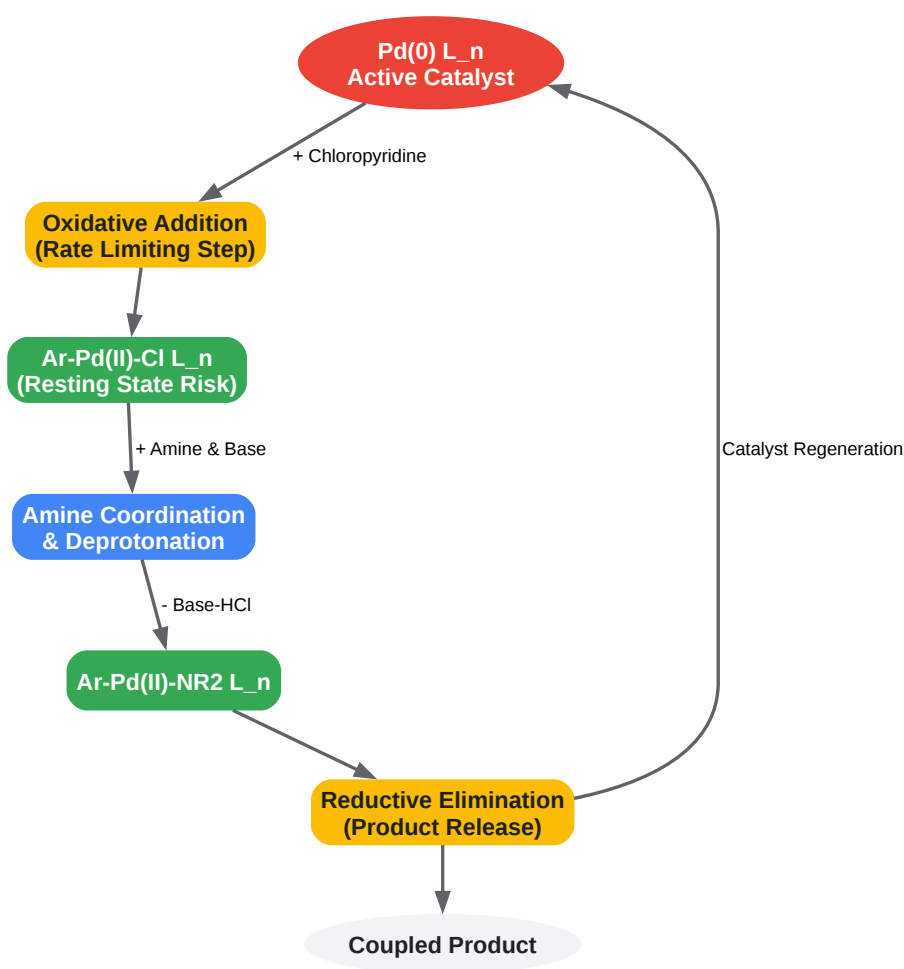 Pd(0) L_n
Active Catalyst
+ Chloropyridine
Oxidative Addition
(Rate Limiting Step)
Ar-Pd(II)-Cl L_n
(Resting State Risk)
+ Amine & Base
Catalyst Regeneration
Amine Coordination
& Deprotonation
- Base-HCl
Ar-Pd(II)-NR2 L_n
Reductive Elimination
(Product Release)
Coupled Product